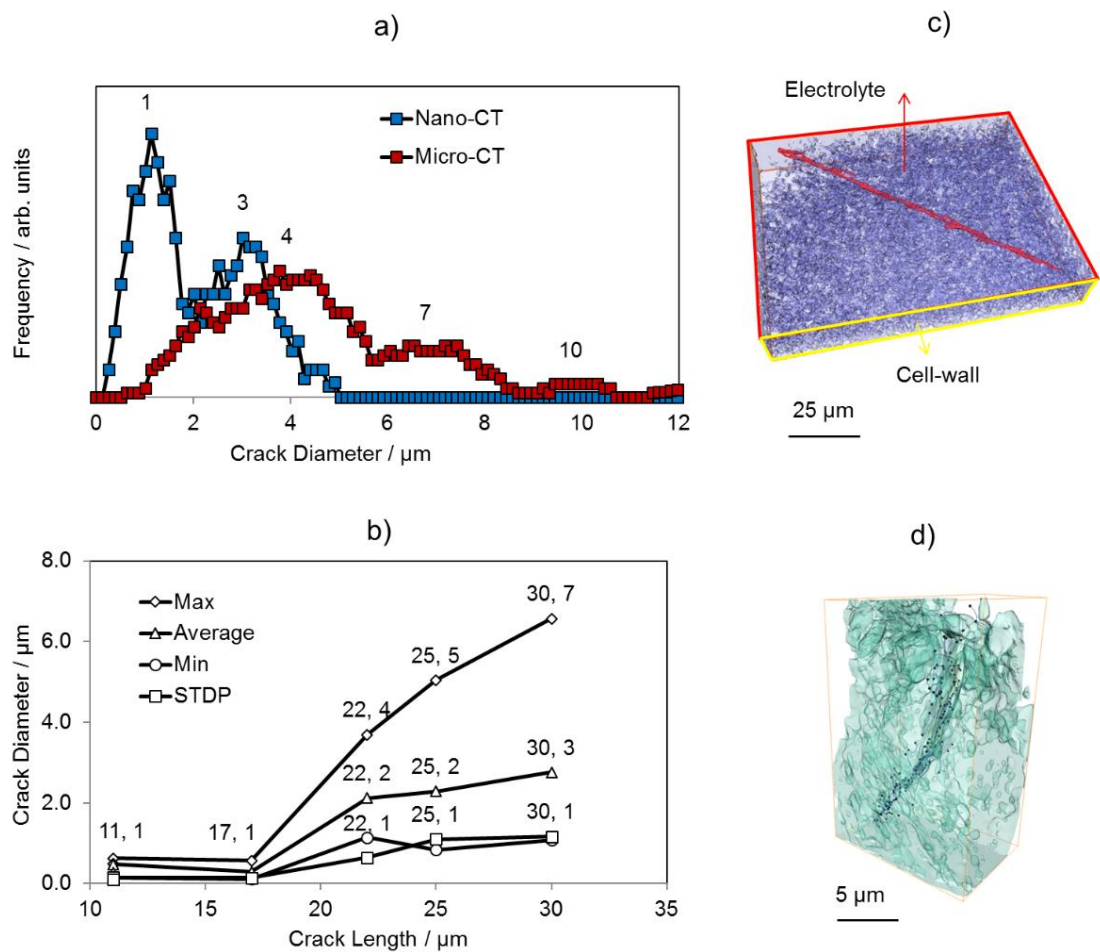 a)
Frequency / arb. units
1
3
4
7
10
Nano-CT
Micro-CT
0
2
4
6
8
10
12
Crack Diameter / µm
c)
Electrolyte
Cell-wall
25 µm
b)
Crack Diameter / µm
8.0
6.0
4.0
2.0
0.0
Max
Average
Min
STDP
11, 1
17, 1
22, 4
25, 5
30, 7
22, 2
25, 2
30, 3
22, 1
25, 1
30, 1
10
15
20
25
30
35
Crack Length / µm
d)
5 µm